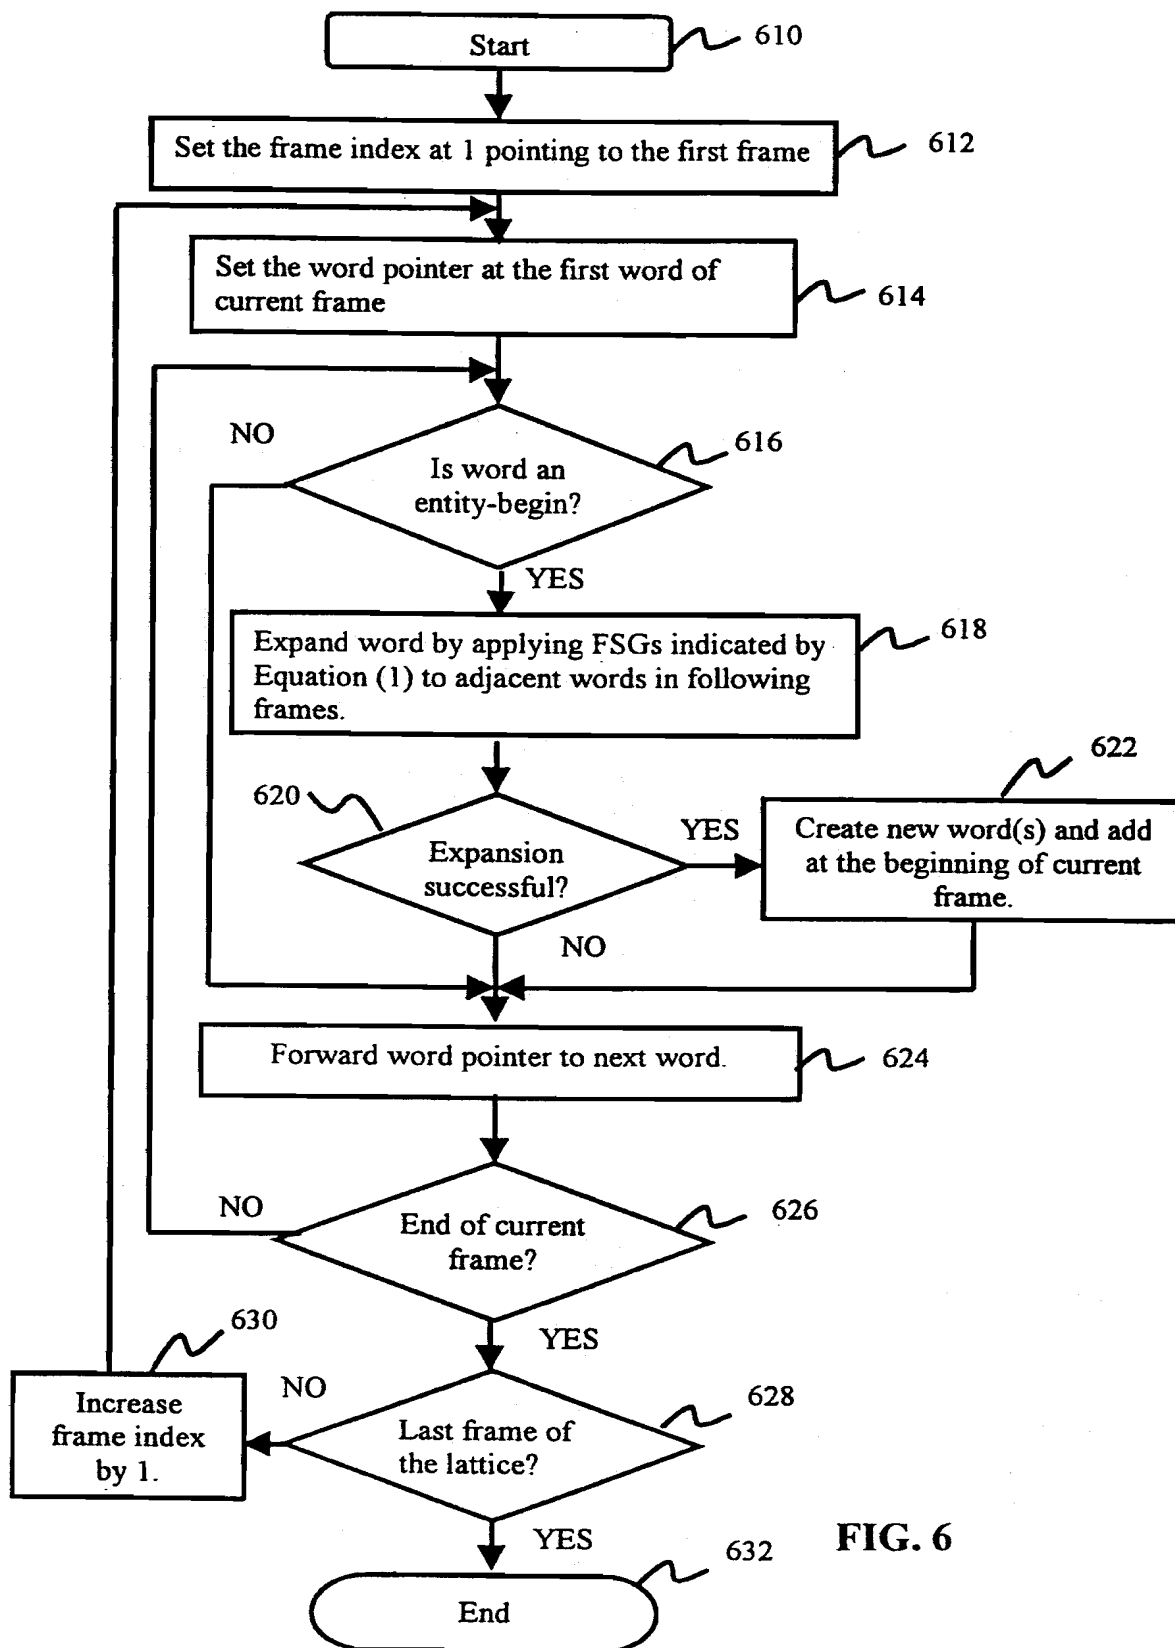 Start
610
Set the frame index at 1 pointing to the first frame
612
Set the word pointer at the first word of
current frame
614
NO
616
Is word an
entity-begin?
YES
Expand word by applying FSGs indicated by
Equation (1) to adjacent words in following
frames.
618
622
620
YES
Create new word(s) and add
at the beginning of current
frame.
Expansion
successful?
NO
Forward word pointer to next word.
624
NO
626
End of current
frame?
630
YES
Increase
frame index
by 1.
NO
628
Last frame of
the lattice?
YES
632
FIG. 6
End